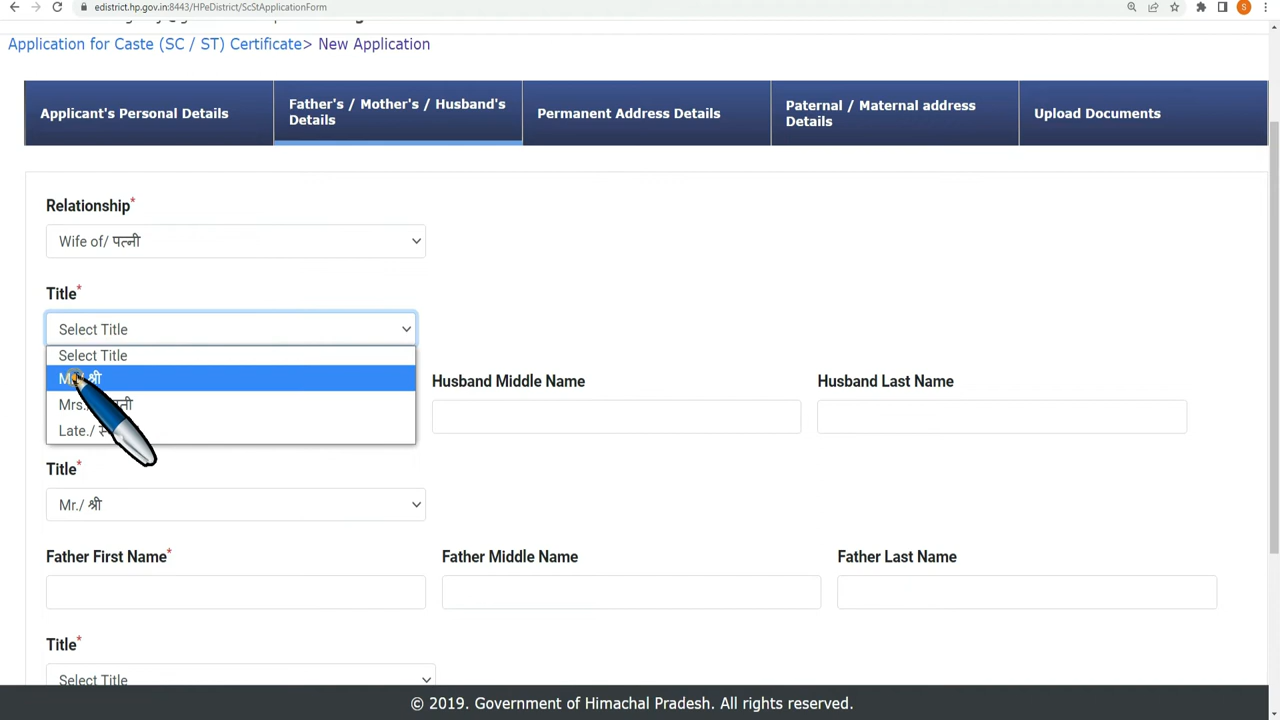 edistrict.hp.gov.in:8443/HPeDistrict/ScStApplicationForm
S
Application for Caste (SC / ST) Certificate> New Application
Applicant's Personal Details
Father's / Mother's / Husband's
Details
Permanent Address Details
Paternal / Maternal address
Details
Upload Documents
Relationship*
Wife of/ पत्नी
Title*
Select Title
Select Title
श्री
Mrs./
Late./
Husband Middle Name
Husband Last Name
Title*
Mr./ श्री
Father First Name*
Father Middle Name
Father Last Name
Title*
Select Title
© 2019. Government of Himachal Pradesh. All rights reserved.